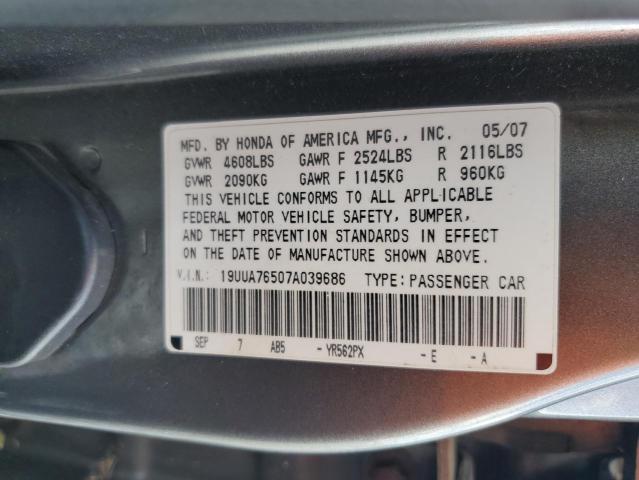 MFD. BY HONDA OF AMERICA MFG., INC. 05/07
GVWR 4608LBS GAWR F 2524LBS R 2116LBS
GVWR 2090KG GAWR F 1145KG R 960KG
THIS VEHICLE CONFORMS TO ALL APPLICABLE
FEDERAL MOTOR VEHICLE SAFETY, BUMPER,
AND THEFT PREVENTION STANDARDS IN EFFECT
ON THE DATE OF MANUFACTURE SHOWN ABOVE.
V.I.N.: 19UUA76507A039686 TYPE: PASSENGER CAR
SEP 7 AB5 -YR562PX -E -A